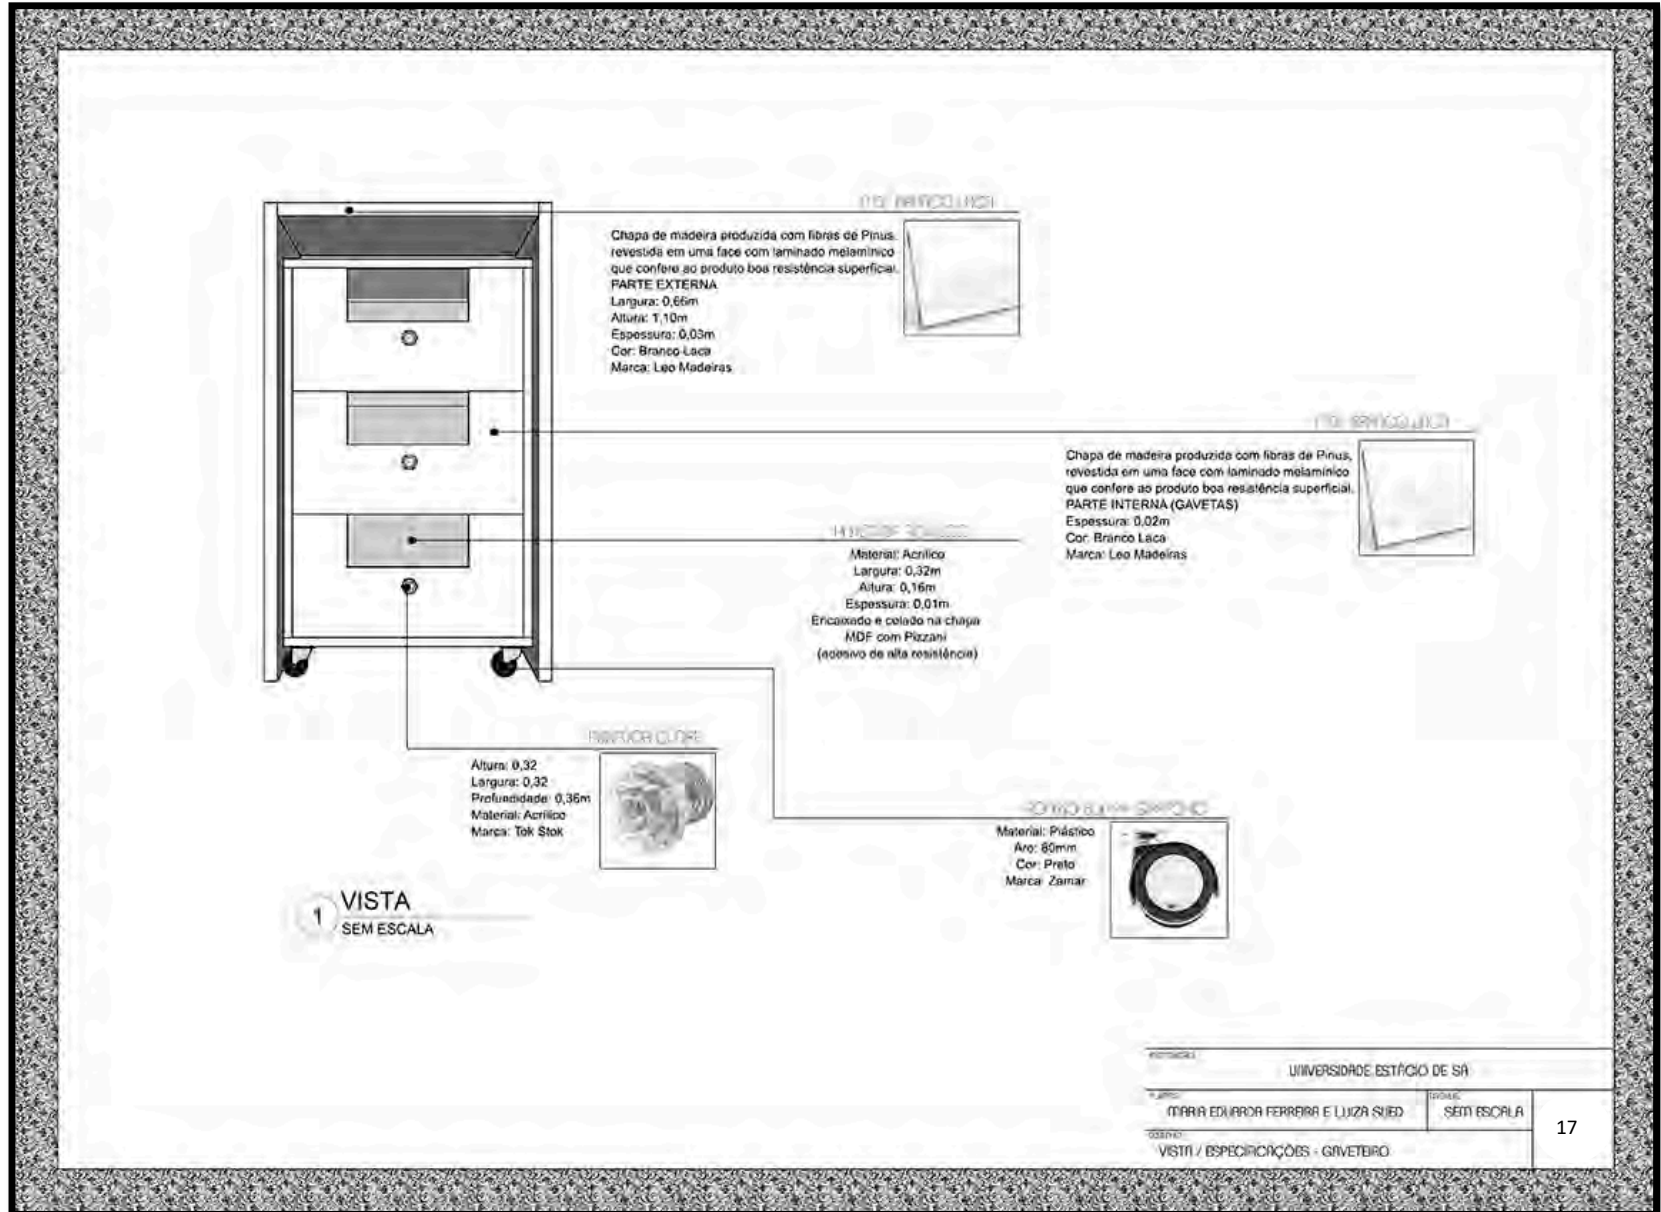 MDF BRANCO LACA
Chapa de madeira produzida com fibras de Pinus,
revestida em uma face com laminado melamínico
que confere ao produto boa resistência superficial.
PARTE EXTERNA
Largura: 0,66m
Altura: 1,10m
Espessura: 0,03m
Cor: Branco Laca
Marca: Leo Madeiras
MDF BRANCO LACA
Chapa de madeira produzida com fibras de Pinus,
revestida em uma face com laminado melamínico
que confere ao produto boa resistência superficial.
PARTE INTERNA (GAVETAS)
Espessura: 0,02m
Cor: Branco Laca
Marca: Leo Madeiras
Material: Acrílico
Largura: 0,32m
Altura: 0,16m
Espessura: 0,01m
Encaixado e colado na chapa
MDF com Pizzani
(adesivo de alta resistência)
Altura: 0,32
Largura: 0,32
Profundidade: 0,36m
Material: Acrílico
Marca: Tok Stok
Material: Plástico
Aro: 80mm
Cor: Preto
Marca: Zamar
1 VISTA
SEM ESCALA
UNIVERSIDADE ESTÁCIO DE SÁ
MARIA EDUARDA FERREIRA E LUIZA SUED
SEM ESCALA
VISTA / ESPECIFICAÇÕES - GAVETEIRO
17